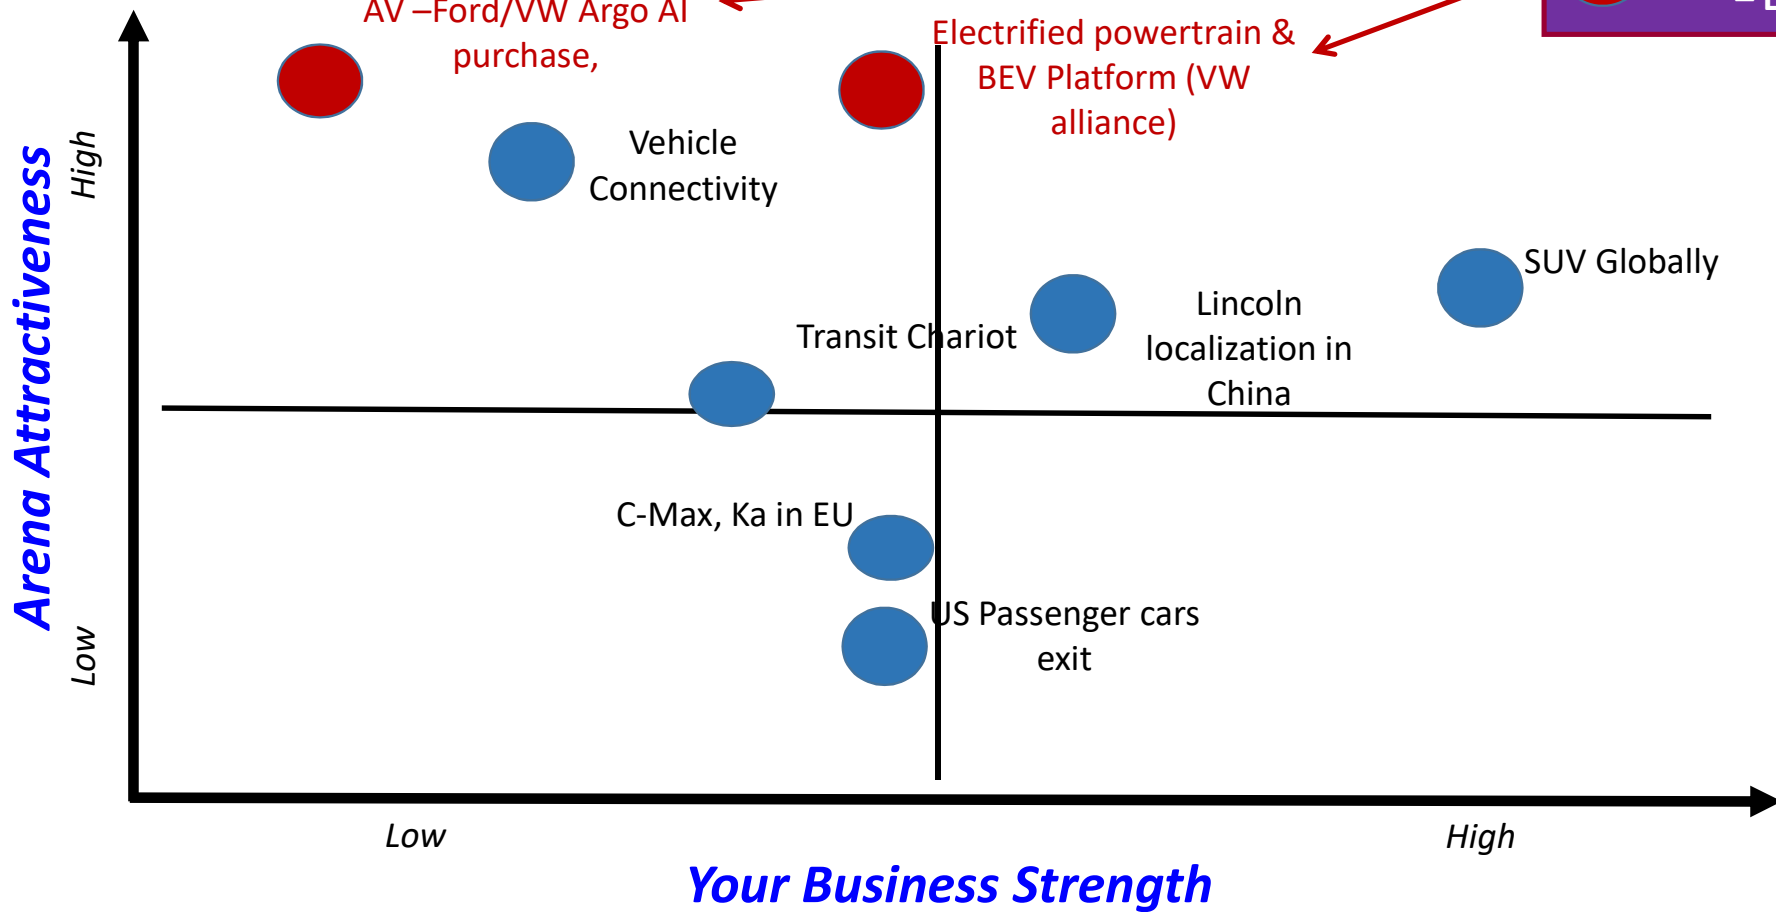 AV –Ford/VW Argo AI
purchase,
Electrified powertrain &
BEV Platform (VW
alliance)
Vehicle
Connectivity
SUV Globally
Lincoln
localization in
China
Transit Chariot
C-Max, Ka in EU
US Passenger cars
exit
Arena Attractiveness
High
Low
Low
High
Your Business Strength